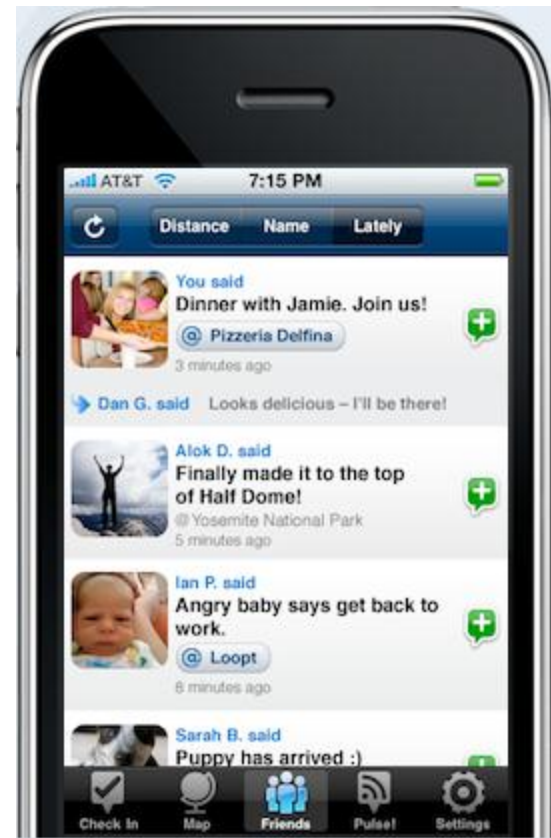 AT&T 7:15 PM
Distance Name Lately
You said
Dinner with Jamie. Join us!
@ Pizzeria Delfina
3 minutes ago
Dan G. said Looks delicious – I'll be there!
Alok D. said
Finally made it to the top
of Half Dome!
@ Yosemite National Park
5 minutes ago
Ian P. said
Angry baby says get back to
work.
@ Loopt
8 minutes ago
Sarah B. said
Puppy has arrived :)
Check In Map Friends Pulse! Settings